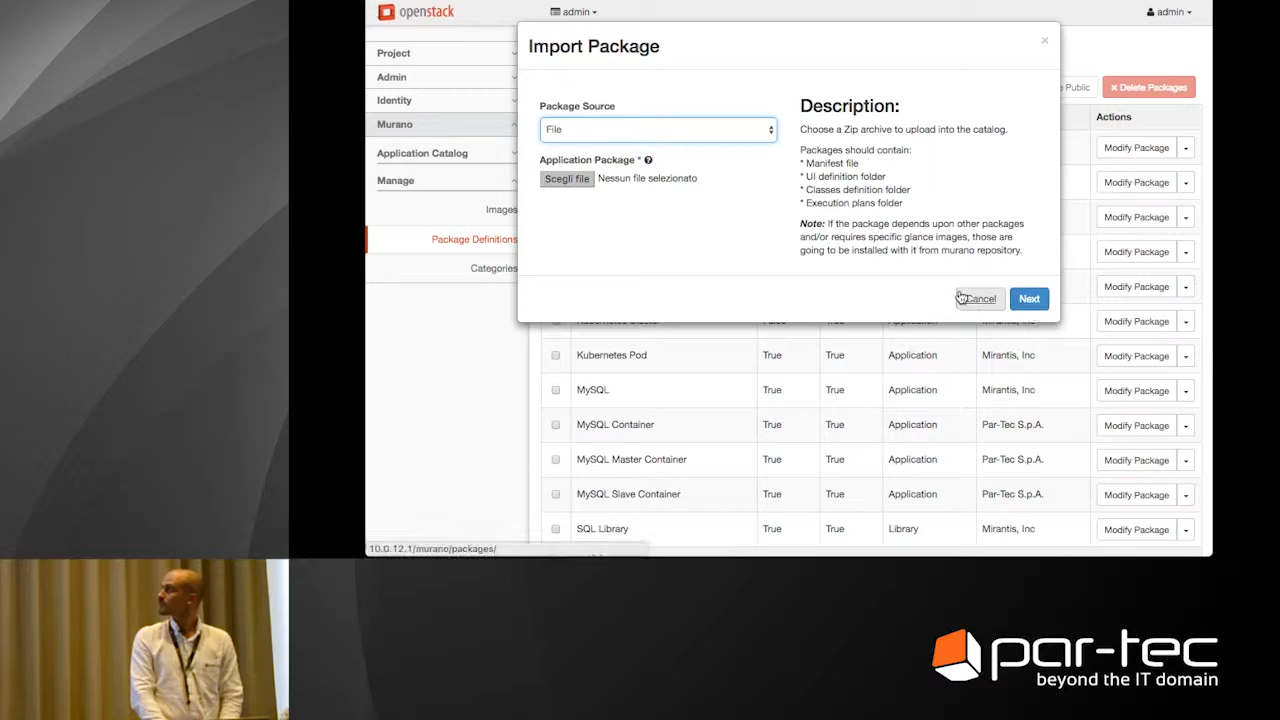 openstack
admin
admin
Import Package
×
Project
Admin
Identity
Murano
Application Catalog
Manage
Images
Package Definitions
Categories
Package Source
File
Application Package * ?
Scegli file Nessun file selezionato
Description:
Choose a Zip archive to upload into the catalog.
Packages should contain:
* Manifest file
* UI definition folder
* Classes definition folder
* Execution plans folder
Note: If the package depends upon other packages
and/or requires specific glance images, those are
going to be installed with it from murano repository.
Cancel
Next
Public
× Delete Packages
Actions
Modify Package
Modify Package
Modify Package
Modify Package
Modify Package
Modify Package
Kubernetes Pod True True Application Mirantis, Inc Modify Package
MySQL True True Application Mirantis, Inc Modify Package
MySQL Container True True Application Par-Tec S.p.A. Modify Package
MySQL Master Container True True Application Par-Tec S.p.A. Modify Package
MySQL Slave Container True True Application Par-Tec S.p.A. Modify Package
SQL Library True True Library Mirantis, Inc Modify Package
10.0.12.1/murano/packages/
par-tec
beyond the IT domain